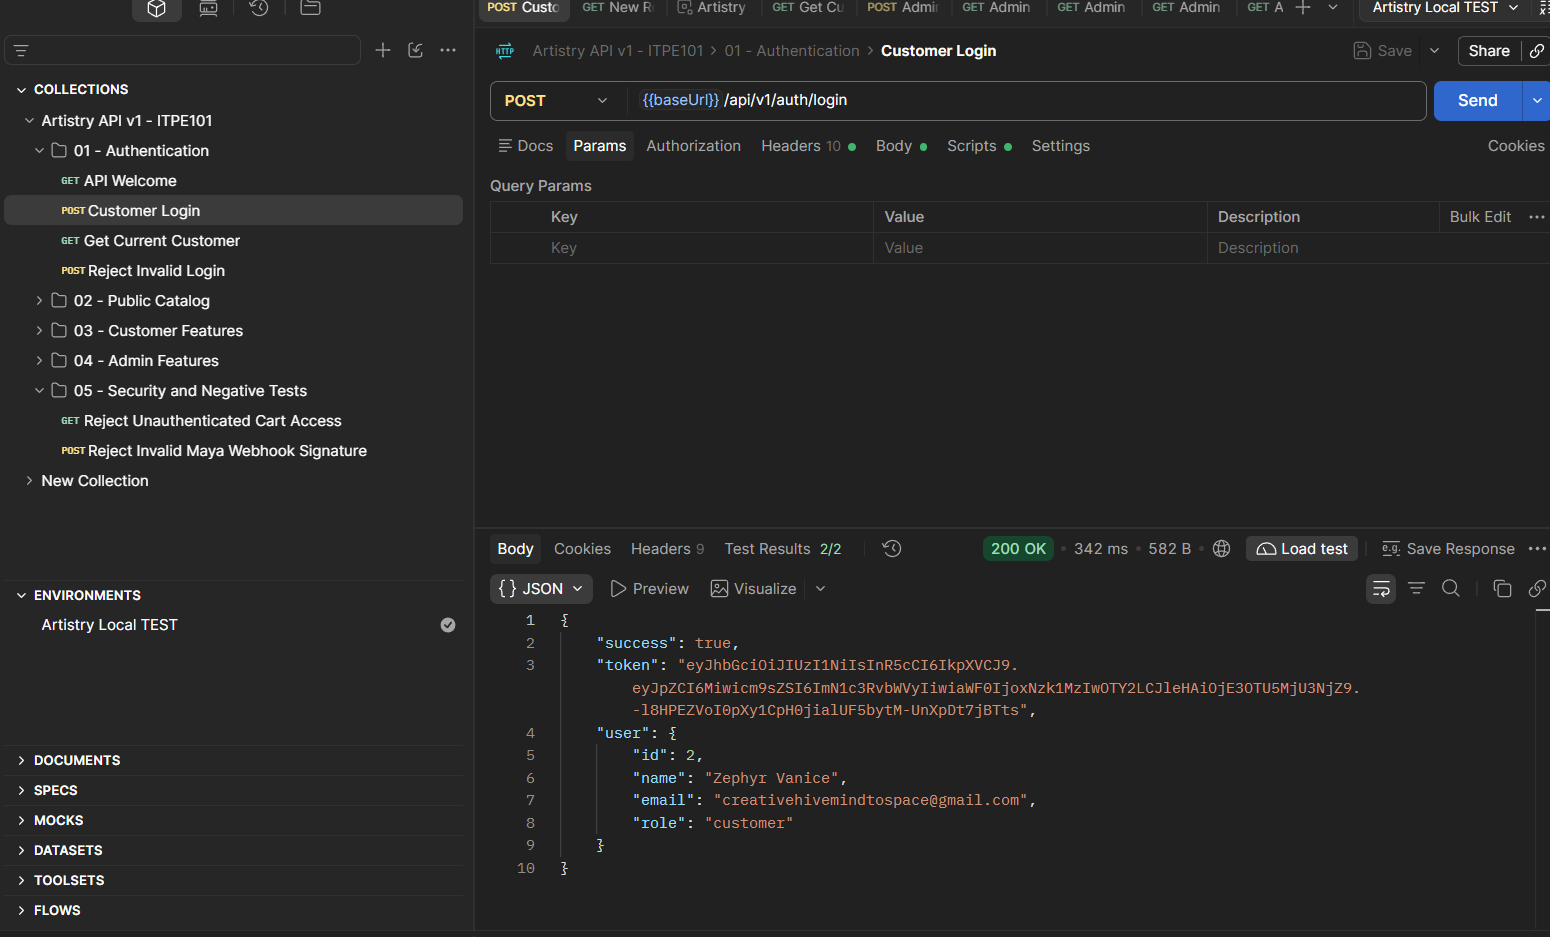 POST Custo
GET New R
Artistry
GET Get Cu
POST Admin
GET Admin
GET Admin
GET Admin
GET A
Artistry Local TEST
Artistry API v1 - ITPE101 > 01 - Authentication > Customer Login
Save
Share
POST
{{baseUrl}} /api/v1/auth/login
Send
Docs Params Authorization Headers 10 Body Scripts Settings Cookies
Query Params
Key Value Description Bulk Edit
Key Value Description
COLLECTIONS
Artistry API v1 - ITPE101
01 - Authentication
GET API Welcome
POST Customer Login
GET Get Current Customer
POST Reject Invalid Login
02 - Public Catalog
03 - Customer Features
04 - Admin Features
05 - Security and Negative Tests
GET Reject Unauthenticated Cart Access
POST Reject Invalid Maya Webhook Signature
New Collection
ENVIRONMENTS
Artistry Local TEST
DOCUMENTS
SPECS
MOCKS
DATASETS
TOOLSETS
FLOWS
Body Cookies Headers 9 Test Results 2/2 200 OK • 342 ms • 582 B • Load test e.g. Save Response
{} JSON Preview Visualize
1 {
2 "success": true,
3 "token": "eyJhbGciOiJIUzI1NiIsInR5cCI6IkpXVCJ9.
eyJpZCI6Miwicm9sZSI6ImN1c3RvbWVyIiwiaWF0IjoxNzk1MzIwOTY2LCJleHAiOjE3OTU5MjU3NjZ9.
-l8HPEZVoI0pXy1CpH0jialUF5bytM-UnXpDt7jBTts",
4 "user": {
5 "id": 2,
6 "name": "Zephyr Vanice",
7 "email": "creativehivemindtospace@gmail.com",
8 "role": "customer"
9 }
10 }